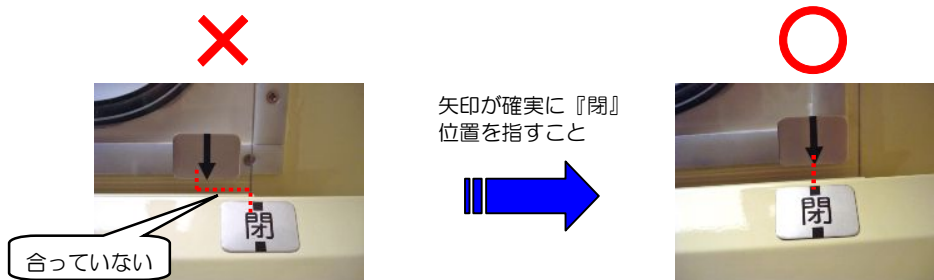 矢印が確実に『閉』
位置を指すこと
閉
閉
合っていない